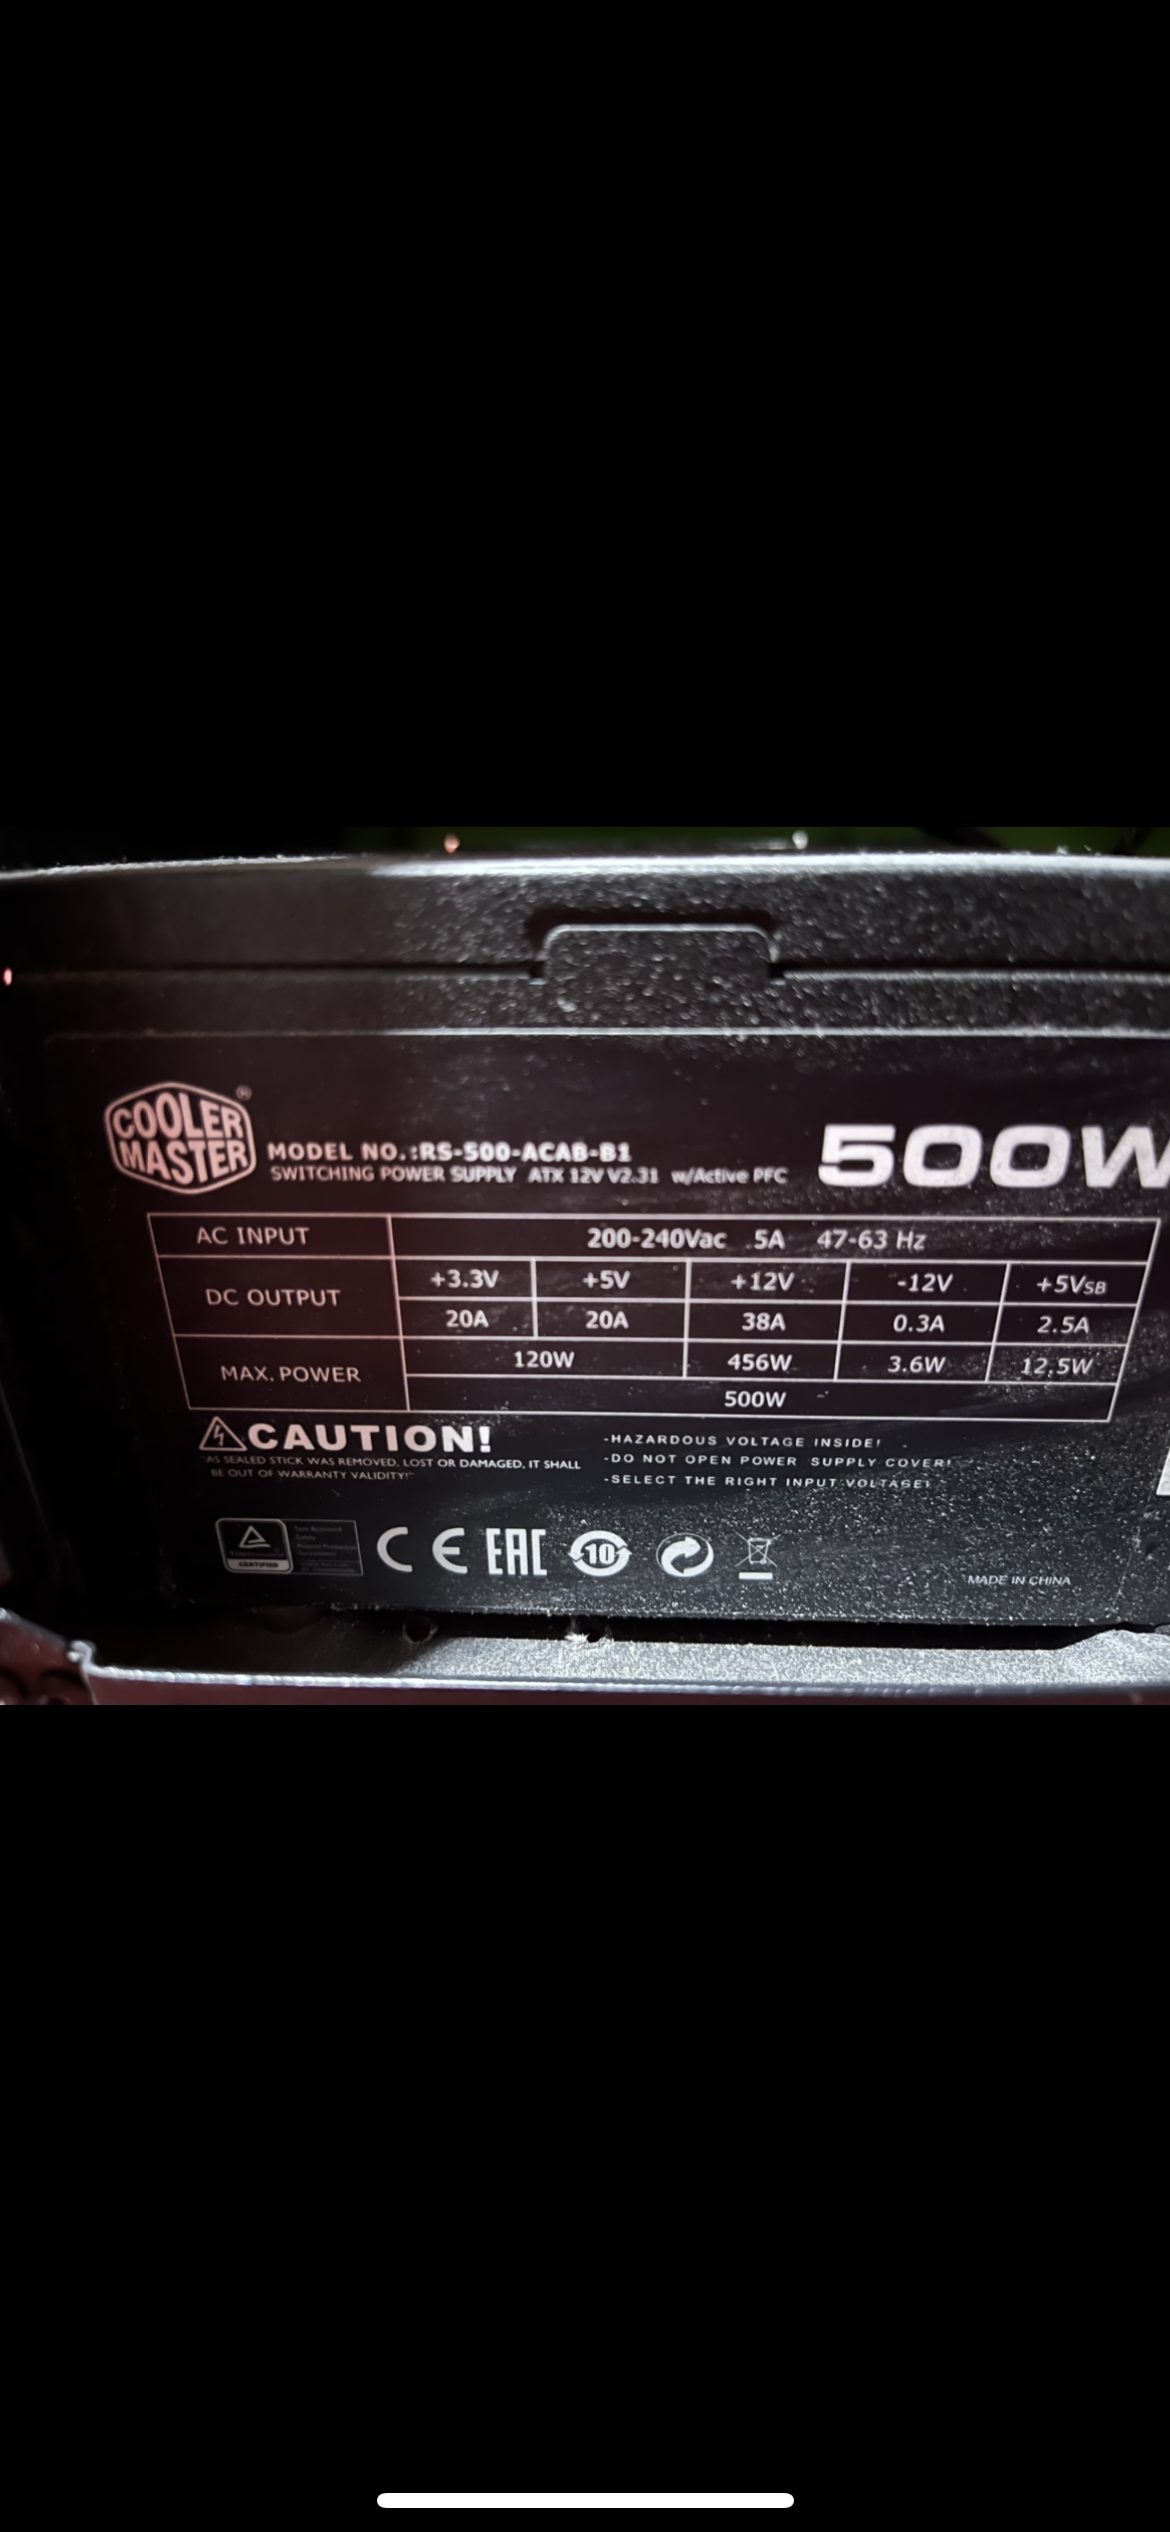 COOLER MASTER ®
MODEL NO.:RS-500-ACAB-B1
500W
SWITCHING POWER SUPPLY ATX 12V V2.31 w/Active PFC
AC INPUT 200-240Vac 5A 47-63 Hz
DC OUTPUT +3.3V +5V +12V -12V +5VSB
20A 20A 38A 0.3A 2.5A
MAX. POWER 120W 456W 3.6W 12.5W
500W
CAUTION!
"AS SEALED STICK WAS REMOVED, LOST OR DAMAGED, IT SHALL
BE OUT OF WARRANTY VALIDITY!"
-HAZARDOUS VOLTAGE INSIDE!
-DO NOT OPEN POWER SUPPLY COVER!
-SELECT THE RIGHT INPUT VOLTAGE!
CERTIFIED
CE EAC 10
MADE IN CHINA